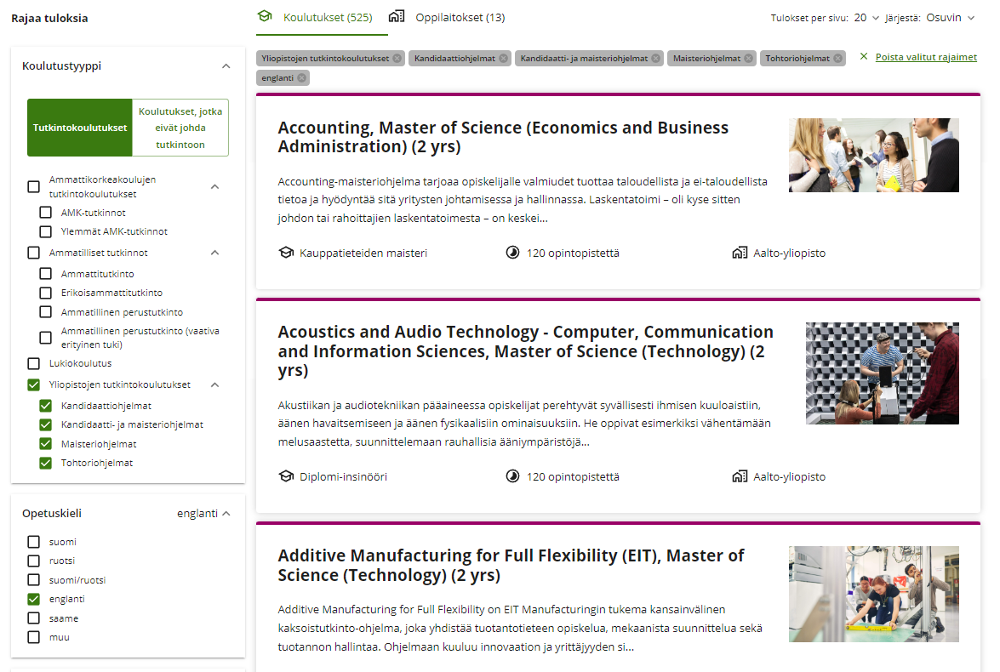 Rajaa tuloksia
Koulutustyyppi
Tutkintokoulutukset
Koulutukset, jotka
eivät johda
tutkintoon
Ammattikorkeakoulujen
tutkintokoulutukset
AMK-tutkinnot
Ylemmät AMK-tutkinnot
Ammatilliset tutkinnot
Ammattitutkinto
Erikoisammattitutkinto
Ammatillinen perustutkinto
Ammatillinen perustutkinto (vaativa
erityinen tuki)
Lukiokoulutus
Yliopistojen tutkintokoulutukset
Kandidaattiohjelmat
Kandidaatti- ja maisteriohjelmat
Maisteriohjelmat
Tohtoriohjelmat
Opetuskieli englanti
suomi
ruotsi
suomi/ruotsi
englanti
saame
muu
Koulutukset (525) Oppilaitokset (13)
Tulokset per sivu: 20 Järjestä: Osuvin
Yliopistojen tutkintokoulutukset Kandidaattiohjelmat Kandidaatti- ja maisteriohjelmat Maisteriohjelmat Tohtoriohjelmat
englanti
Poista valitut rajaimet
Accounting, Master of Science (Economics and Business
Administration) (2 yrs)
Accounting-maisteriohjelma tarjoaa opiskelijalle valmiudet tuottaa taloudellista ja ei-taloudellista
tietoa ja hyödyntää sitä yritysten johtamisessa ja hallinnassa. Laskentatoimi – oli kyse sitten
johdon tai rahoittajien laskentatoimesta – on keskei...
Kauppatieteiden maisteri 120 opintopistettä Aalto-yliopisto
Acoustics and Audio Technology - Computer, Communication
and Information Sciences, Master of Science (Technology) (2
yrs)
Akustiikan ja audiotekniikan pääaineessa opiskelijat perehtyvät syvällisesti ihmisen kuuloaistiin,
äänen havaitsemiseen ja äänen fysikaalisiin ominaisuuksiin. He oppivat esimerkiksi vähentämään
melusaastetta, suunnittelemaan rauhallisia ääniympäristöjä...
Diplomi-insinööri 120 opintopistettä Aalto-yliopisto
Additive Manufacturing for Full Flexibility (EIT), Master of
Science (Technology) (2 yrs)
Additive Manufacturing for Full Flexibility on EIT Manufacturingin tukema kansainvälinen
kaksoistutkinto-ohjelma, joka yhdistää tuotantotieteen opiskelua, mekaanista suunnittelua sekä
tuotannon hallintaa. Ohjelmaan kuuluu innovaation ja yrittäjyyden si...